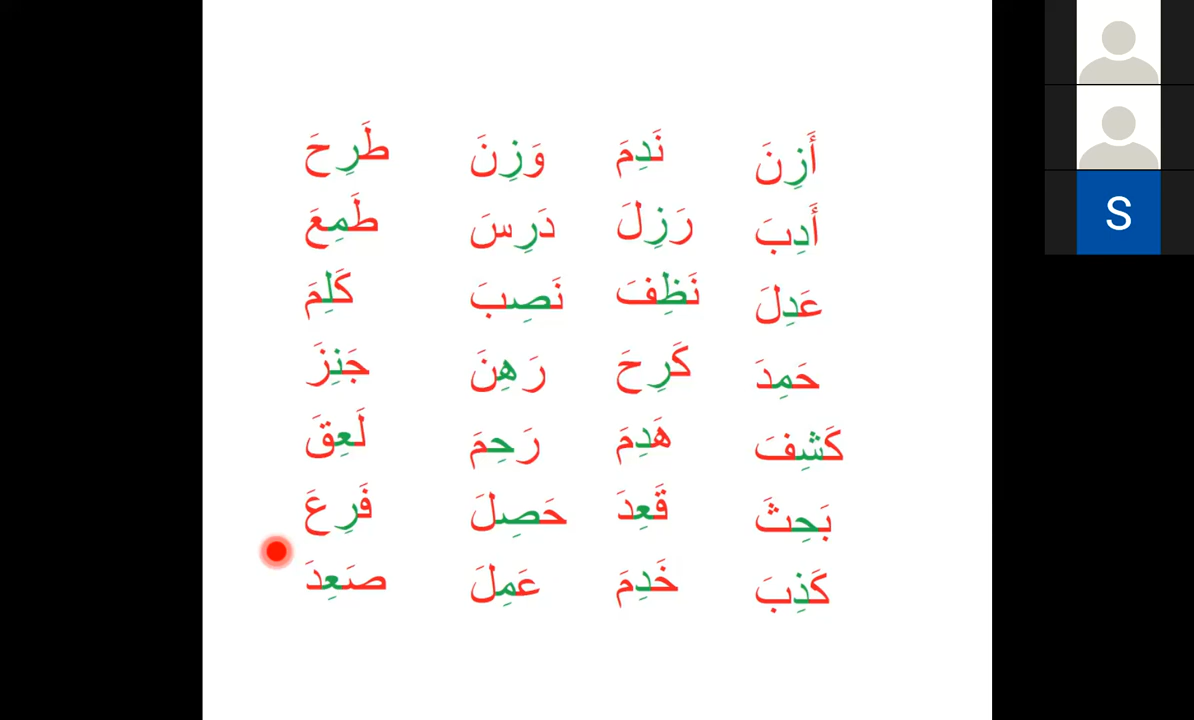 أَزِنَ نَدِمَ وَزِنَ طَرِحَ
أَدِبَ رَزِلَ دَرِسَ طَمِعَ
عَدِلَ نَظِفَ نَصِبَ كَلِمَ
حَمِدَ كَرِحَ رَهِنَ جَنِزَ
كَشِفَ هَدِمَ رَحِمَ لَعِقَ
بَحِثَ قَعِدَ حَصِلَ فَرِعَ
كَذِبَ خَدِمَ عَمِلَ صَعِدَ
S